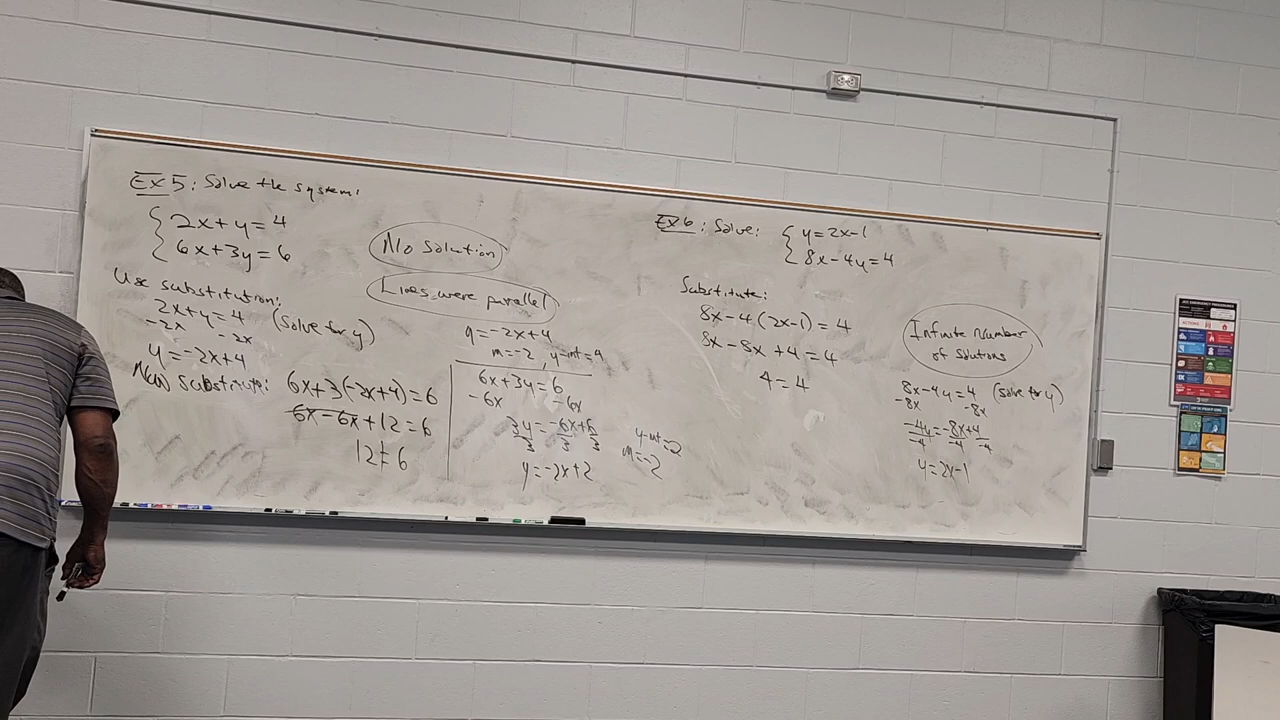 Ex 5: Solve the system:
2x+y=4
6x+3y=6
No Solution
Lines were parallel
Use substitution:
2x+y=4 (Solve for y)
-2x -2x
y=-2x+4
Now substitute: 6x+3(-2x+4)=6
6x-6x+12=6
12≠6
y=-2x+4
m=-2, y-int=4
6x+3y=6
-6x -6x
3y=-6x+6
3 3 3
y=-2x+2
y-int=2
m=-2
Ex 6: Solve:
y=2x-1
8x-4y=4
Substitute:
8x-4(2x-1)=4
8x-8x+4=4
4=4
Infinite number
of solutions
8x-4y=4 (Solve for y)
-8x -8x
-4y=-8x+4
-4 -4 -4
y=2x-1
JCC EMERGENCY PROCEDURES
ACTIONS